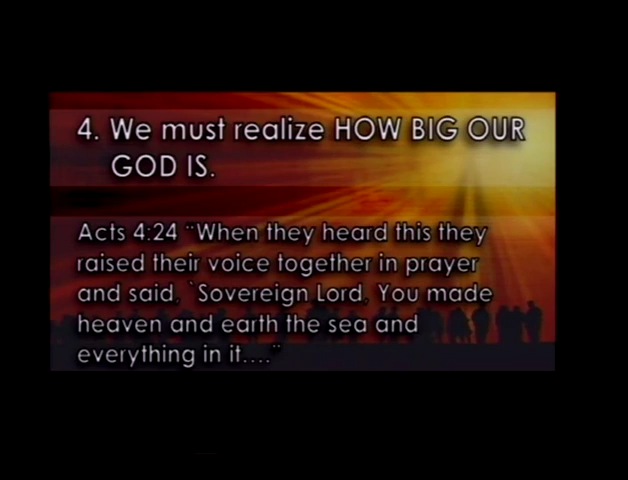 4. We must realize HOW BIG OUR
GOD IS.
Acts 4:24 ¨When they heard this they
raised their voice together in prayer
and said, `Sovereign Lord, You made
heaven and earth the sea and
everything in it....¨